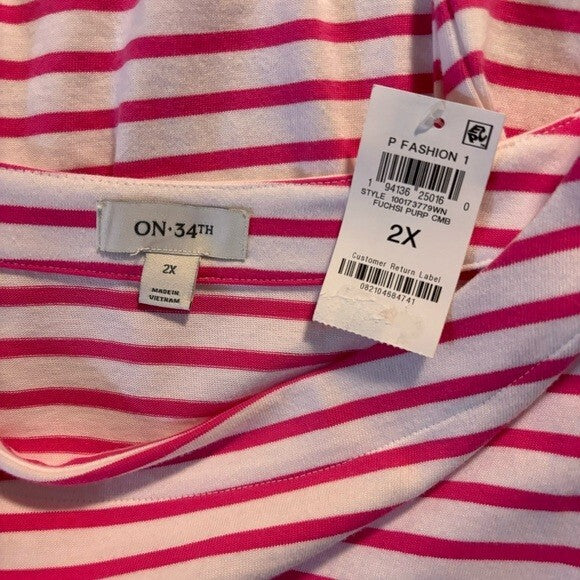 P FASHION 1
1 94136 25016 0
STYLE 100173779WN
FUCHSI PURP CMB
2X
Customer Return Label
082104684741
ON·34TH
2X
MADE IN
VIETNAM